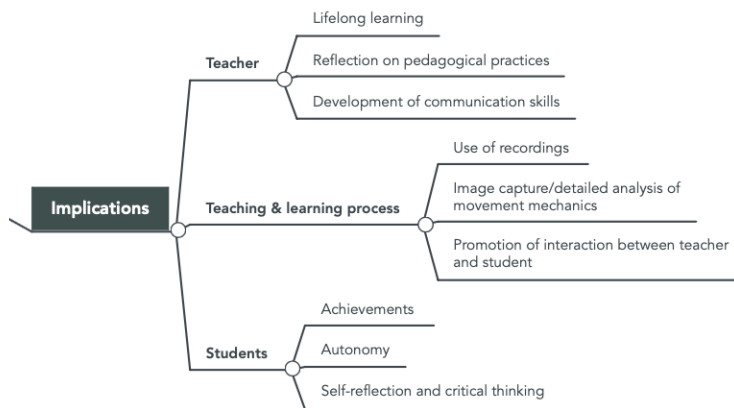 Lifelong learning
Teacher
Reflection on pedagogical practices
Development of communication skills
Use of recordings
Implications
Teaching & learning process
Image capture/detailed analysis of
movement mechanics
Promotion of interaction between teacher
and student
Achievements
Students
Autonomy
Self-reflection and critical thinking